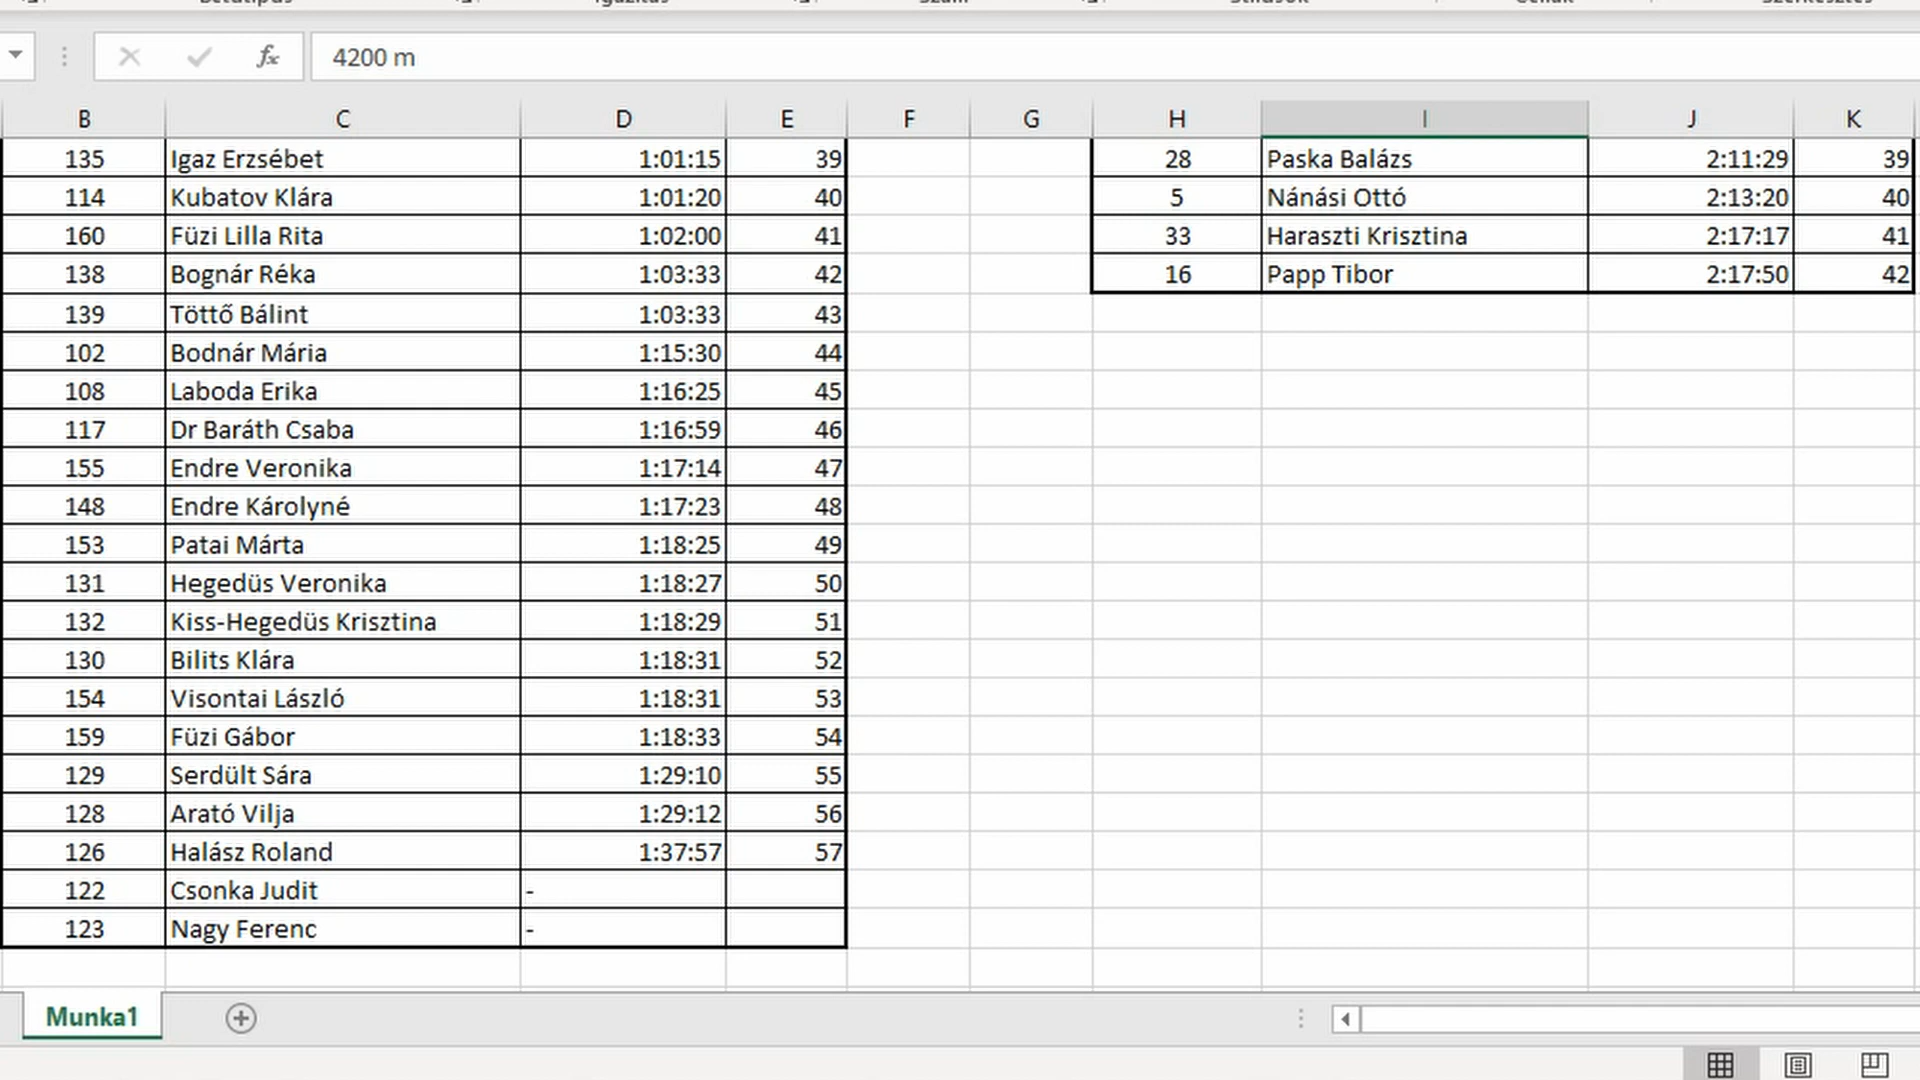 4200 m
B C D E F G H I J K
135 Igaz Erzsébet 1:01:15 39 28 Paska Balázs 2:11:29 39
114 Kubatov Klára 1:01:20 40 5 Nánási Ottó 2:13:20 40
160 Füzi Lilla Rita 1:02:00 41 33 Haraszti Krisztina 2:17:17 41
138 Bognár Réka 1:03:33 42 16 Papp Tibor 2:17:50 42
139 Töttő Bálint 1:03:33 43
102 Bodnár Mária 1:15:30 44
108 Laboda Erika 1:16:25 45
117 Dr Baráth Csaba 1:16:59 46
155 Endre Veronika 1:17:14 47
148 Endre Károlyné 1:17:23 48
153 Patai Márta 1:18:25 49
131 Hegedüs Veronika 1:18:27 50
132 Kiss-Hegedüs Krisztina 1:18:29 51
130 Bilits Klára 1:18:31 52
154 Visontai László 1:18:31 53
159 Füzi Gábor 1:18:33 54
129 Serdült Sára 1:29:10 55
128 Arató Vilja 1:29:12 56
126 Halász Roland 1:37:57 57
122 Csonka Judit -
123 Nagy Ferenc -
Munka1